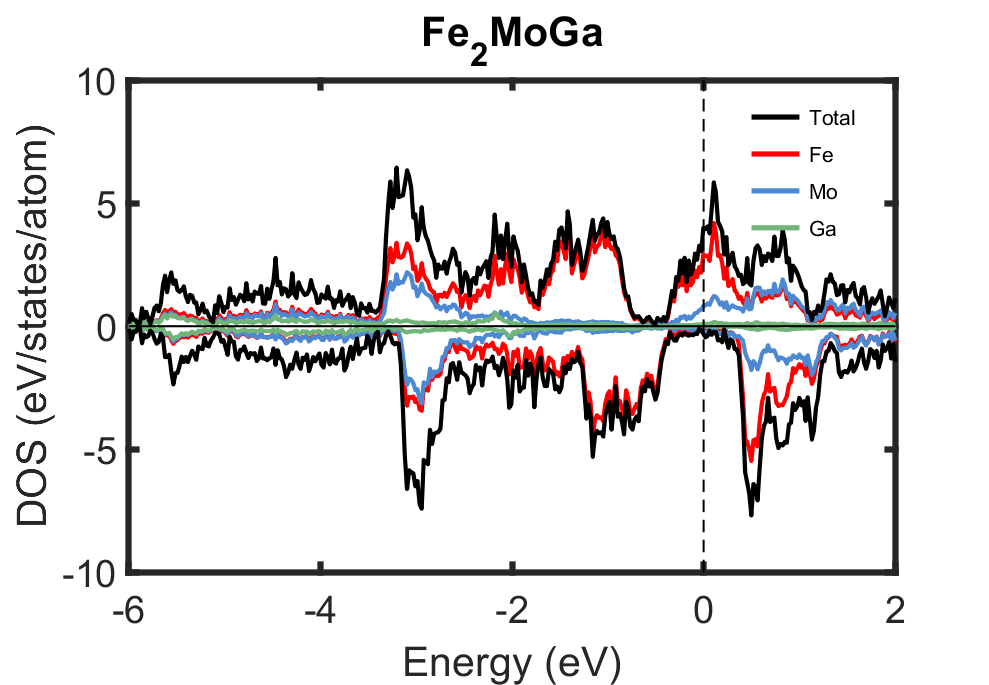 Fe2MoGa
10
5
0
-5
-10
DOS (eV/states/atom)
Total
Fe
Mo
Ga
-6 -4 -2 0 2
Energy (eV)